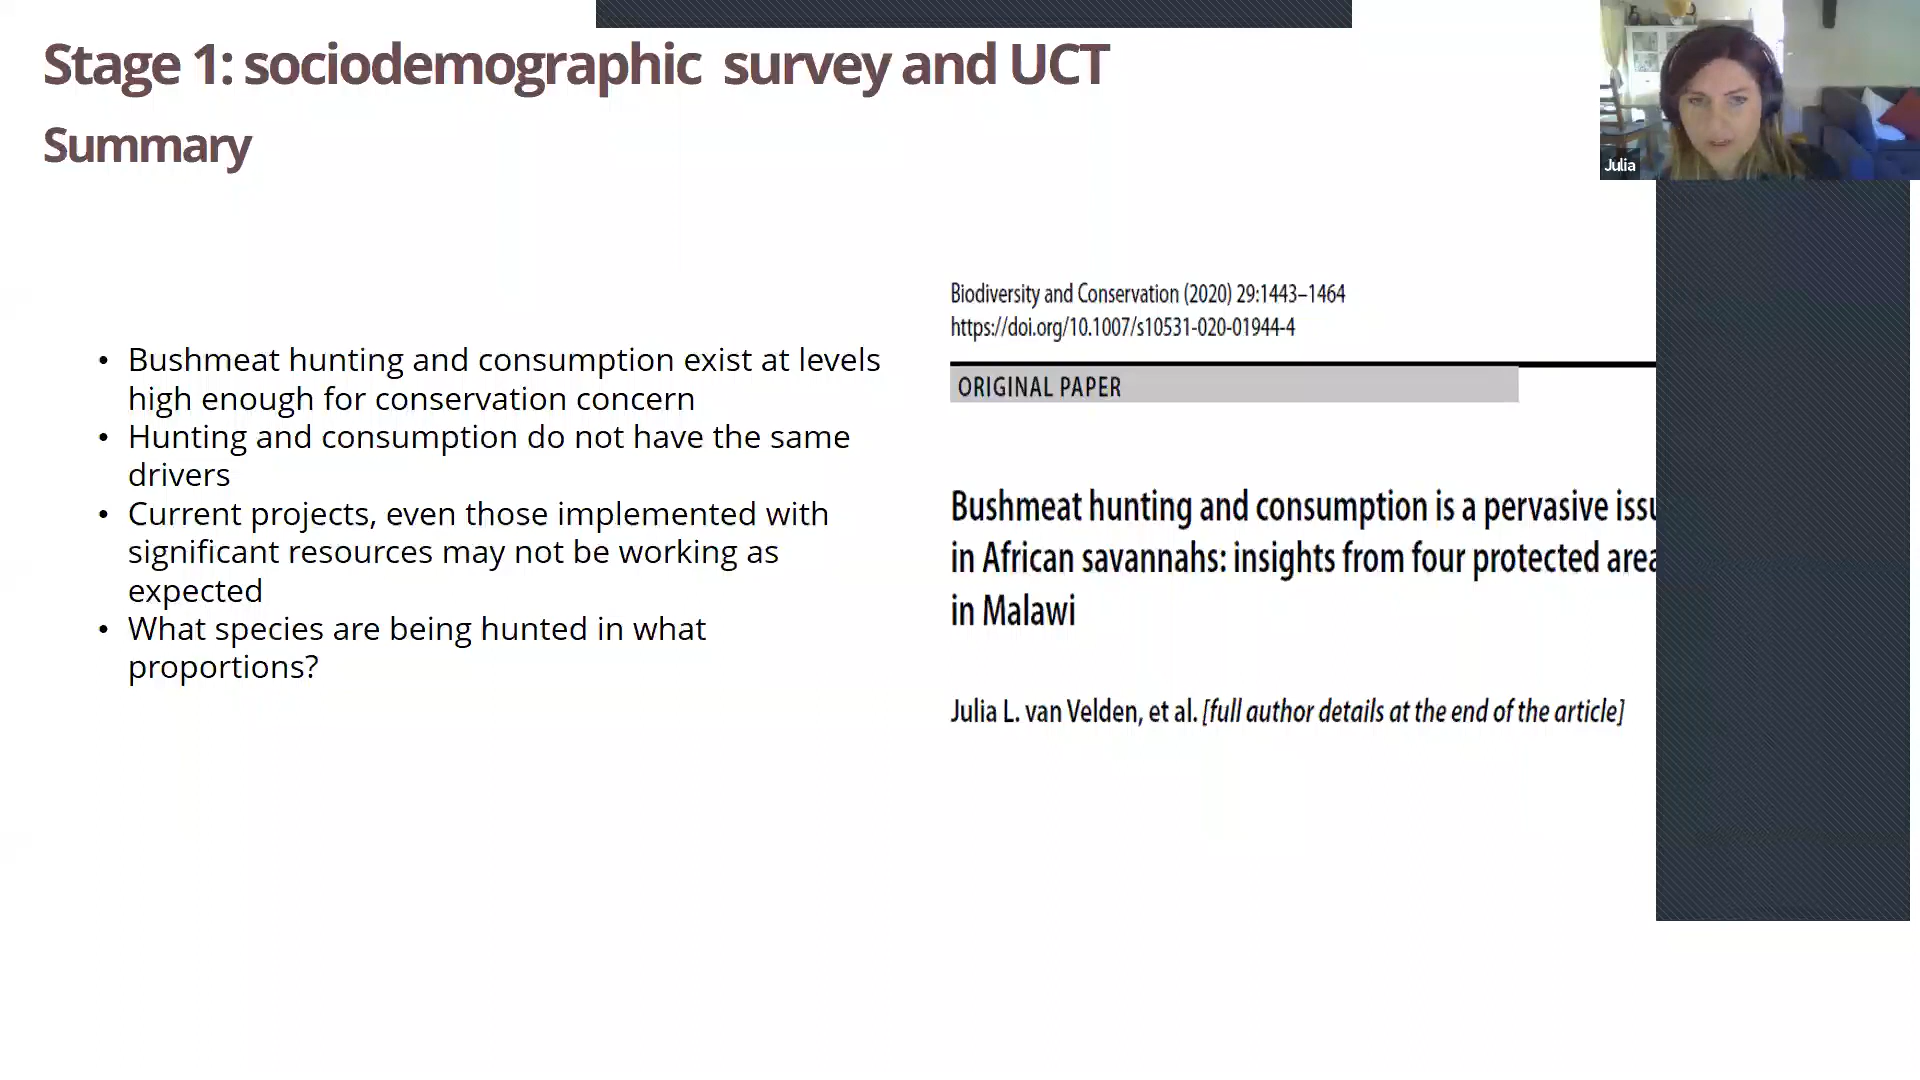 Stage 1: sociodemographic survey and UCT
Summary
Julia
• Bushmeat hunting and consumption exist at levels
high enough for conservation concern
• Hunting and consumption do not have the same
drivers
• Current projects, even those implemented with
significant resources may not be working as
expected
• What species are being hunted in what
proportions?
Biodiversity and Conservation (2020) 29:1443–1464
https://doi.org/10.1007/s10531-020-01944-4
ORIGINAL PAPER
Bushmeat hunting and consumption is a pervasive issu
in African savannahs: insights from four protected area
in Malawi
Julia L. van Velden, et al. [full author details at the end of the article]